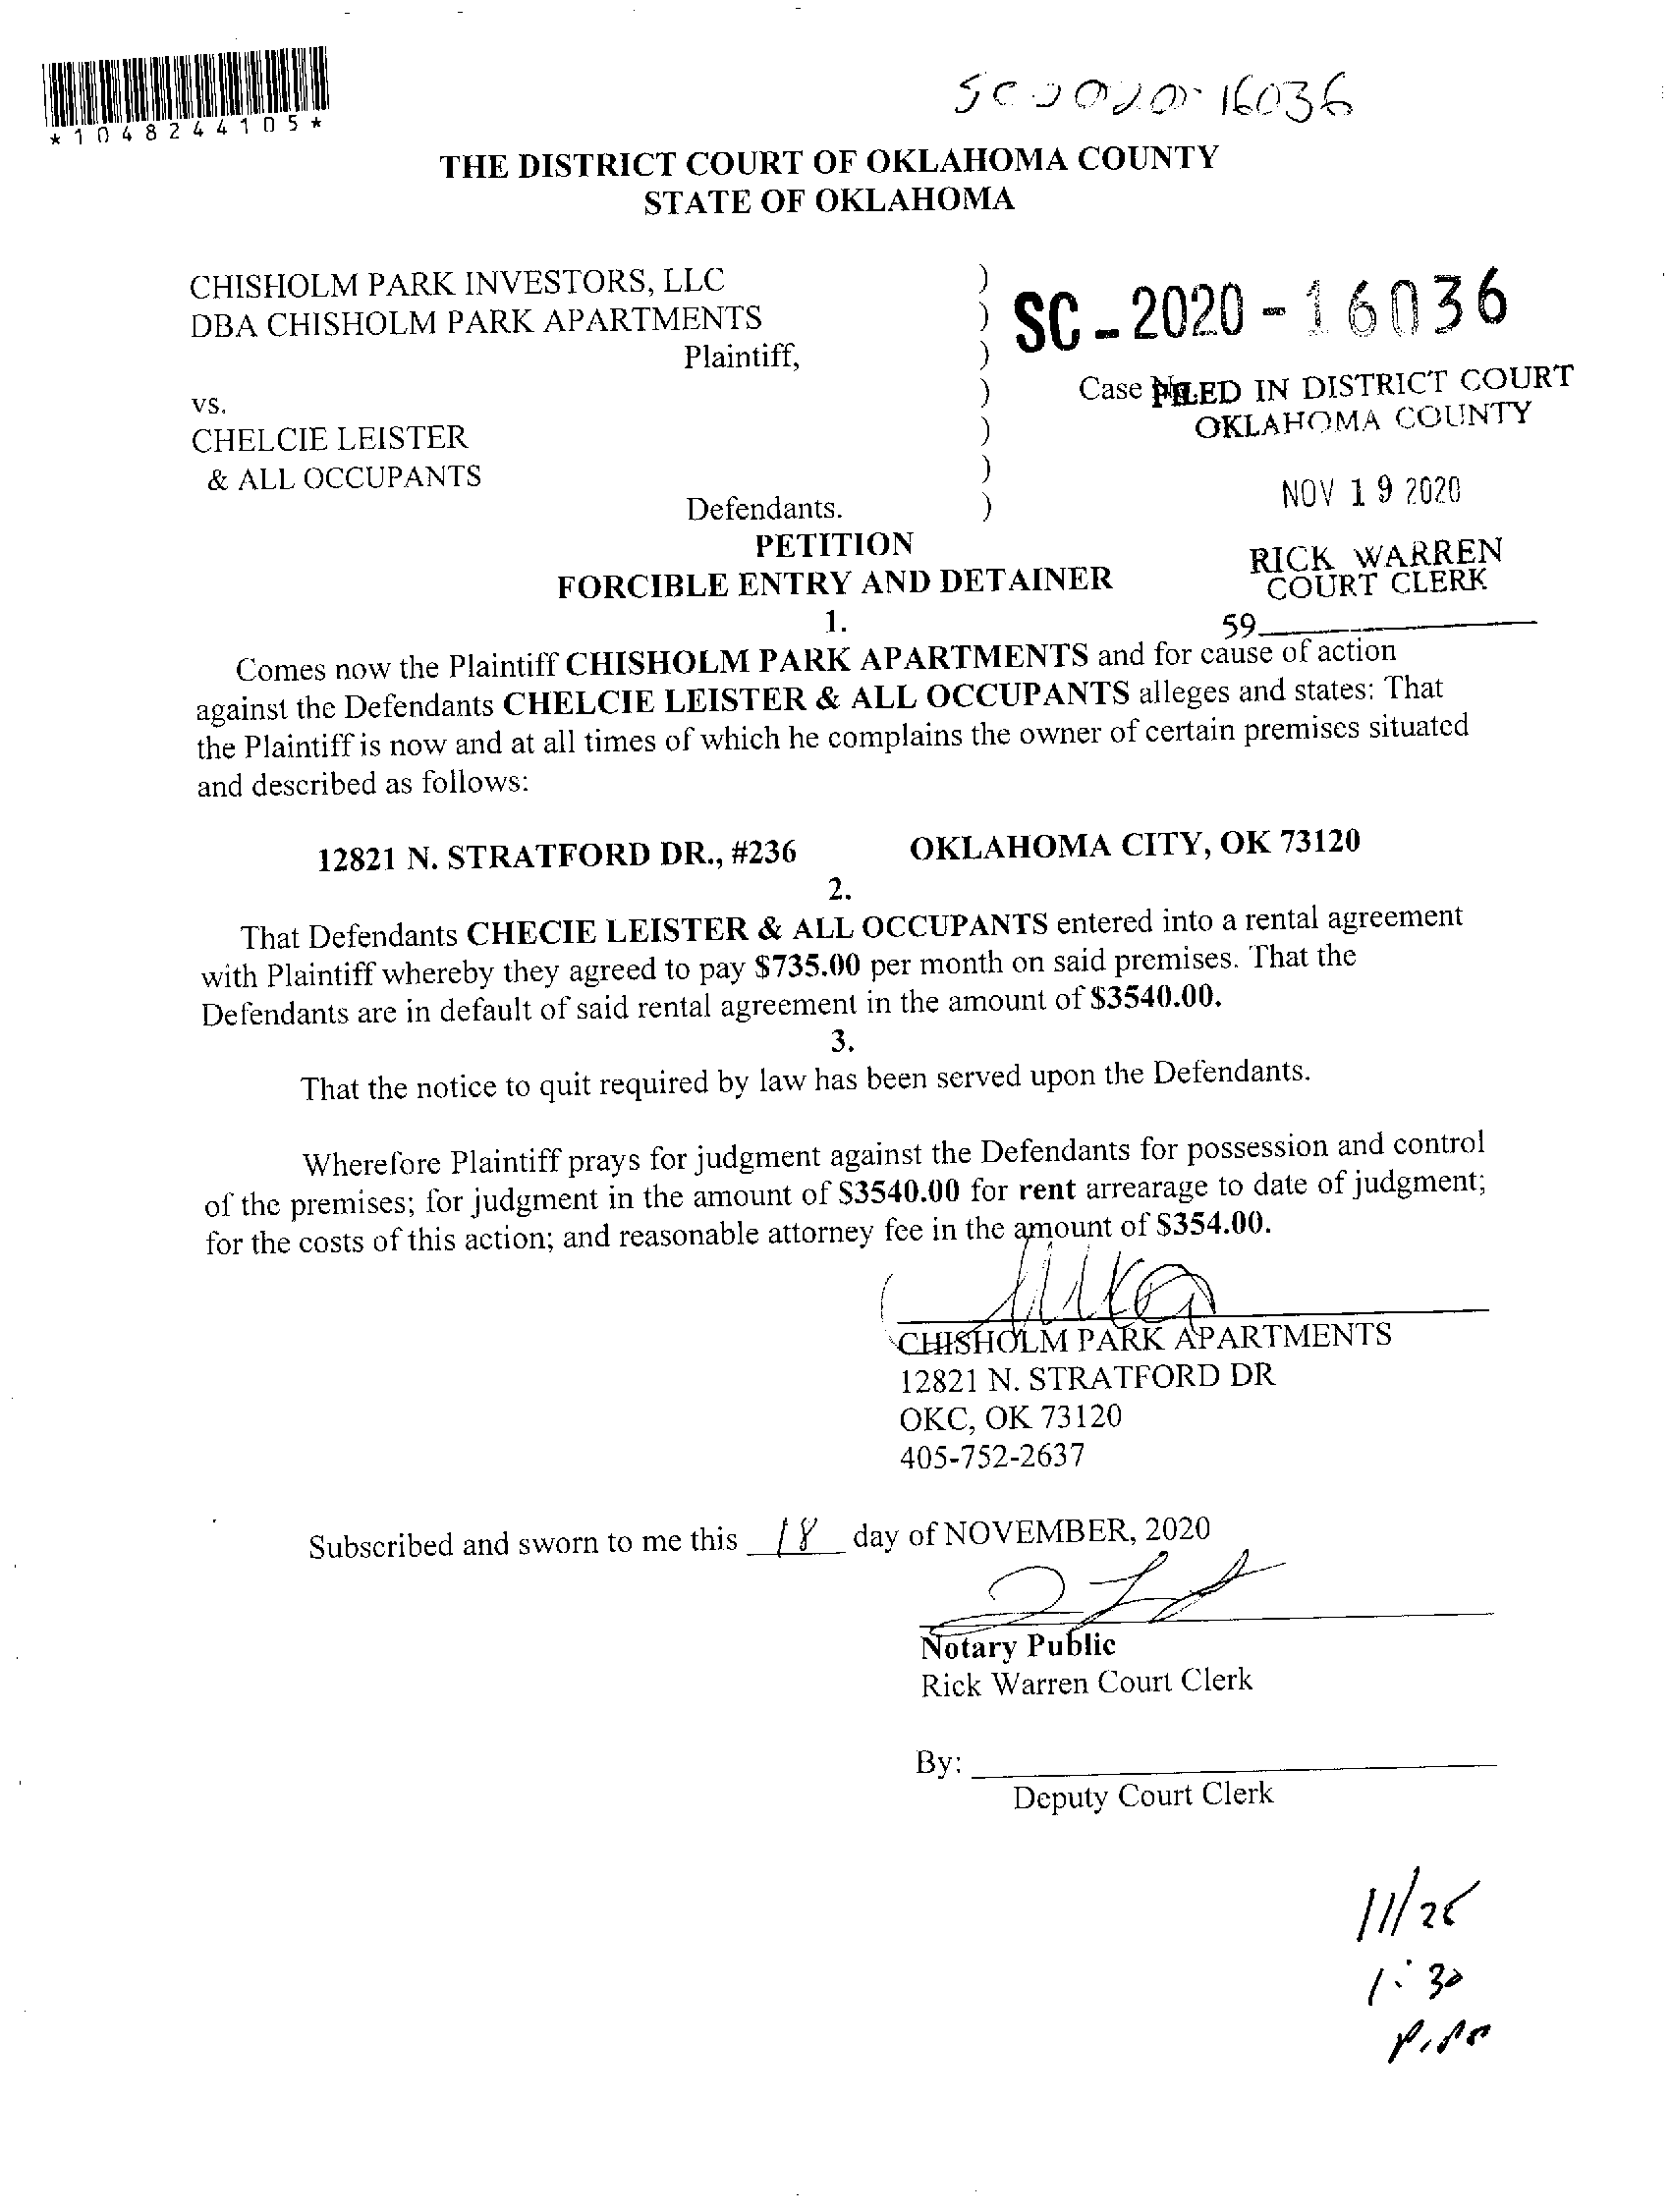 *1048244105*
SC2020-16036
THE DISTRICT COURT OF OKLAHOMA COUNTY
STATE OF OKLAHOMA
CHISHOLM PARK INVESTORS, LLC )
DBA CHISHOLM PARK APARTMENTS ) SC-2020-16036
Plaintiff, )
) Case No. FILED IN DISTRICT COURT
vs.
OKLAHOMA COUNTY
CHELCIE LEISTER )
& ALL OCCUPANTS )
NOV 19 2020
Defendants. )
PETITION
RICK WARREN
FORCIBLE ENTRY AND DETAINER
COURT CLERK
1.
59
Comes now the Plaintiff CHISHOLM PARK APARTMENTS and for cause of action
against the Defendants CHELCIE LEISTER & ALL OCCUPANTS alleges and states: That
the Plaintiff is now and at all times of which he complains the owner of certain premises situated
and described as follows:
12821 N. STRATFORD DR., #236 OKLAHOMA CITY, OK 73120
2.
That Defendants CHECIE LEISTER & ALL OCCUPANTS entered into a rental agreement
with Plaintiff whereby they agreed to pay $735.00 per month on said premises. That the
Defendants are in default of said rental agreement in the amount of $3540.00.
3.
That the notice to quit required by law has been served upon the Defendants.
Wherefore Plaintiff prays for judgment against the Defendants for possession and control
of the premises; for judgment in the amount of $3540.00 for rent arrearage to date of judgment;
for the costs of this action; and reasonable attorney fee in the amount of $354.00.
CHISHOLM PARK APARTMENTS
12821 N. STRATFORD DR
OKC, OK 73120
405-752-2637
Subscribed and sworn to me this 18 day of NOVEMBER, 2020
Notary Public
Rick Warren Court Clerk
By:
Deputy Court Clerk
11/25
1:30
p.m